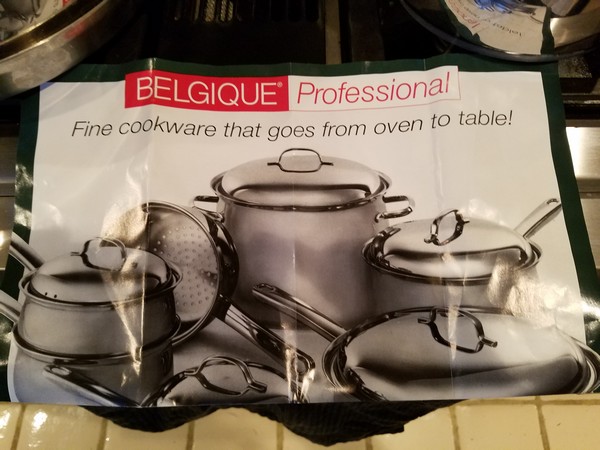 BELGIQUE® Professional
Fine cookware that goes from oven to table!